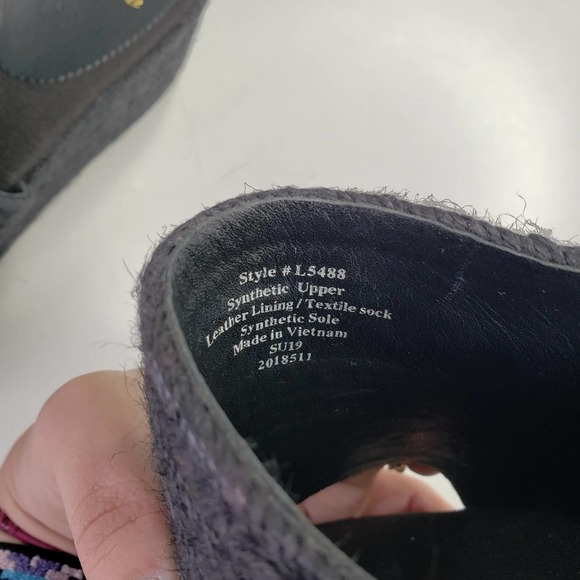 Style # L5488
Synthetic Upper
Leather Lining / Textile sock
Synthetic Sole
Made in Vietnam
SU19
2018511